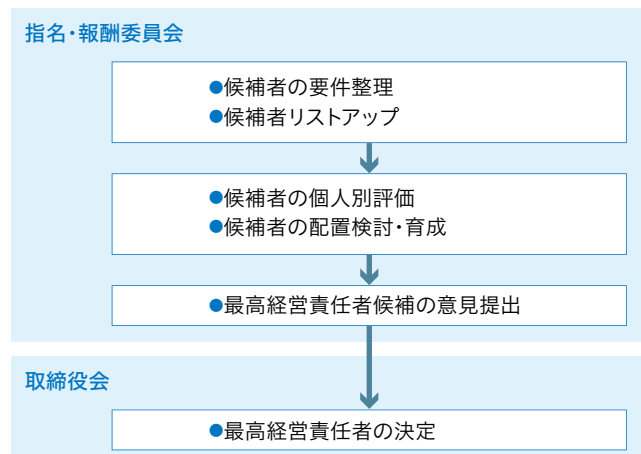 指名・報酬委員会
●候補者の要件整理
●候補者リストアップ
●候補者の個人別評価
●候補者の配置検討・育成
●最高経営責任者候補の意見提出
取締役会
●最高経営責任者の決定